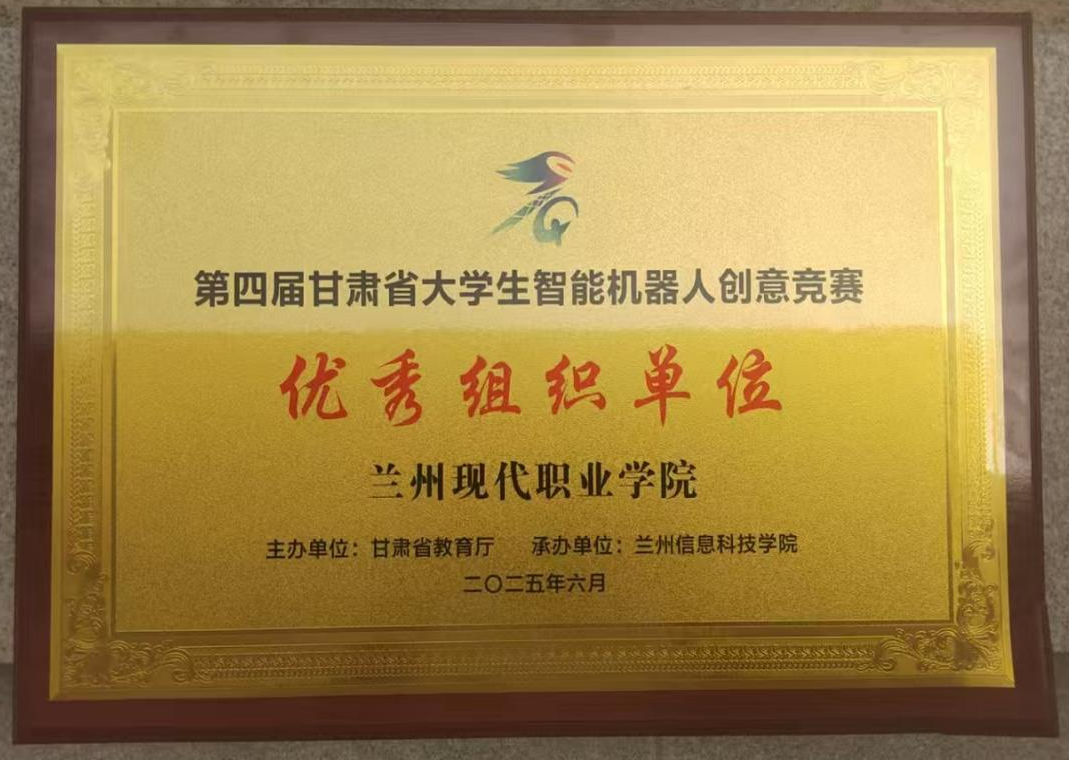 第四届甘肃省大学生智能机器人创意竞赛
优秀组织单位
兰州现代职业学院
主办单位：甘肃省教育厅 承办单位：兰州信息科技学院
二〇二五年六月